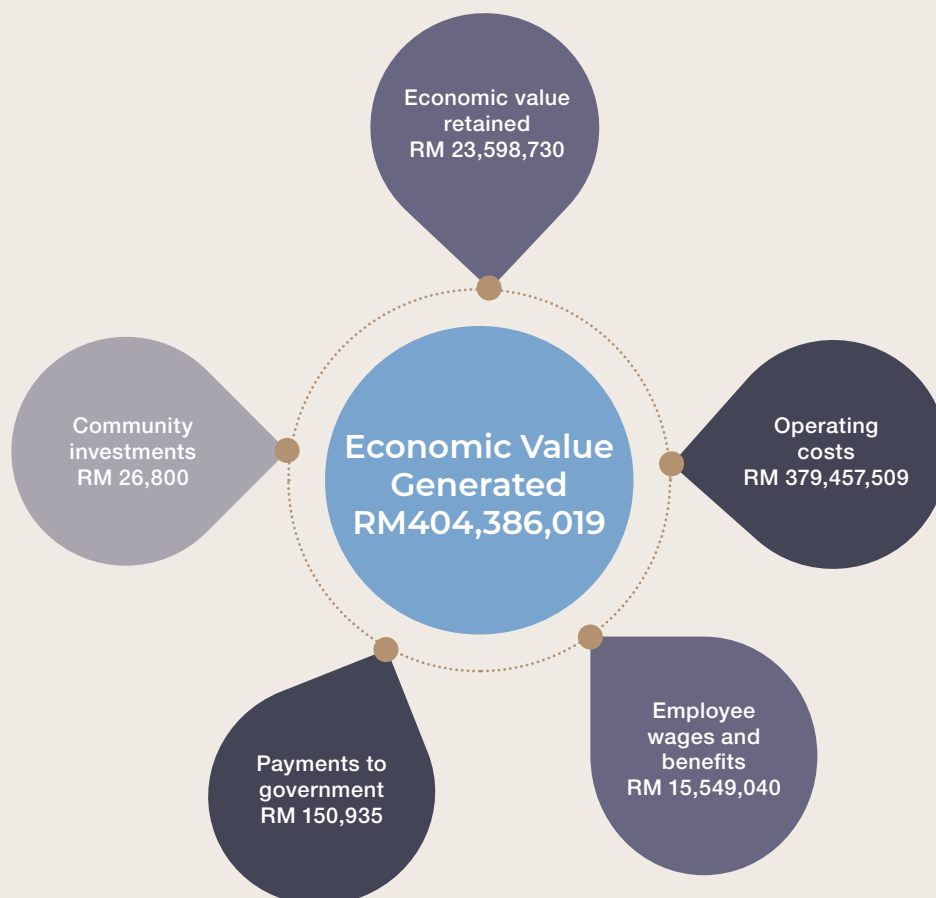 Economic value
retained
RM 23,598,730
Community
investments
RM 26,800
Economic Value
Generated
RM404,386,019
Operating
costs
RM 379,457,509
Payments to
government
RM 150,935
Employee
wages and
benefits
RM 15,549,040